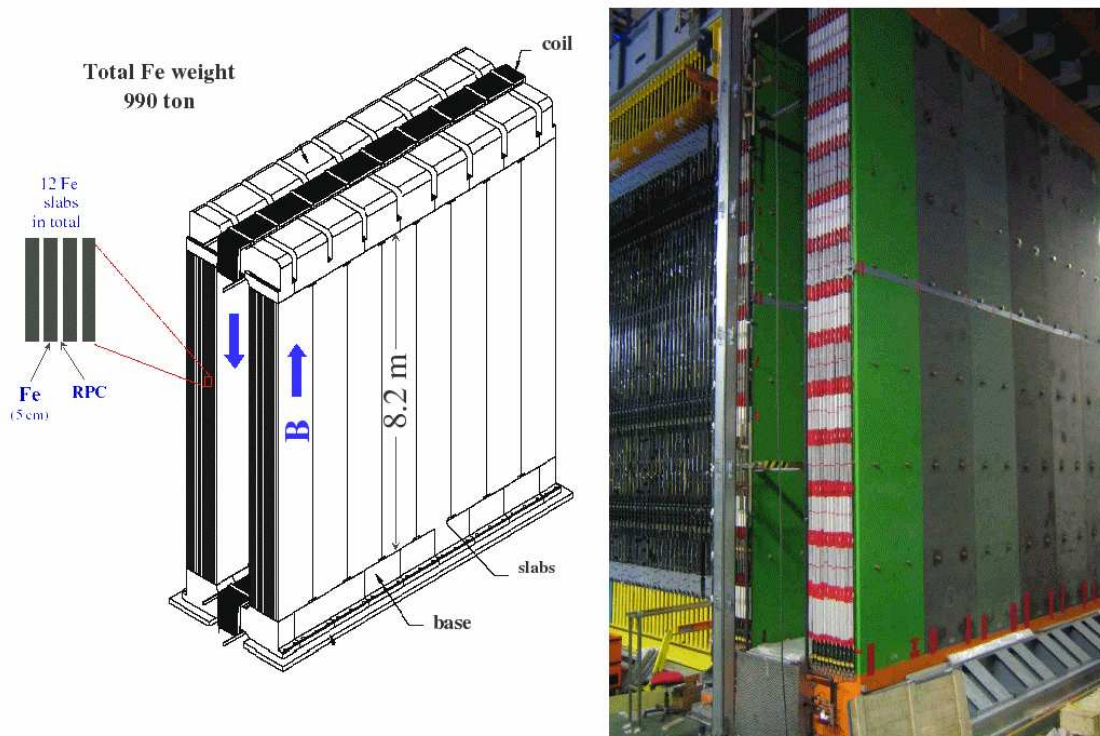 Total Fe weight
990 ton
coil
12 Fe
slabs
in total
Fe
(5 cm)
RPC
B
8.2 m
slabs
base